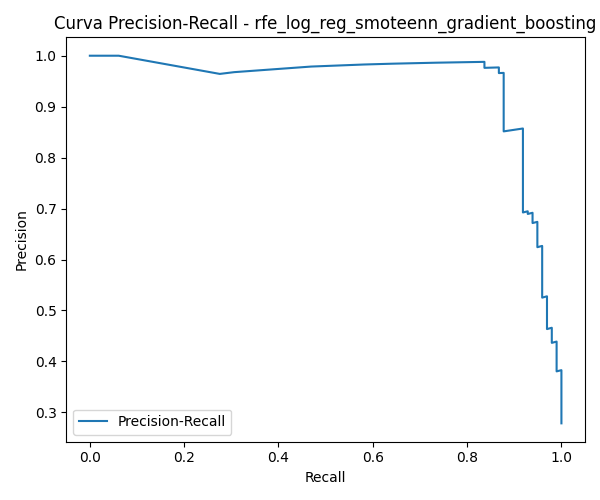 Curva Precision-Recall - rfe_log_reg_smoteenn_gradient_boosting
1.0
0.9
0.8
0.7
0.6
0.5
0.4
0.3
Precision
Precision-Recall
0.0 0.2 0.4 0.6 0.8 1.0
Recall